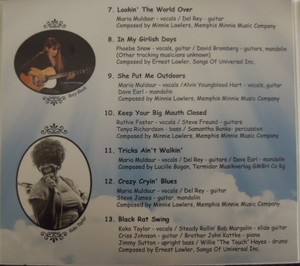 7. Lookin' The World Over
Maria Muldaur - vocals / Del Rey - guitar
Composed by Minnie Lawlers, Memphis Minnie Music Company
8. In My Girlish Days
Phoebe Snow - vocals / David Bromberg - guitars, mandolin
(Other tracking musicians unknown)
Composed by Ernest Lawler, Songs Of Universal Inc.
9. She Put Me Outdoors
Maria Muldaur - vocals / Alvin Youngblood Hart - vocals, guitar
Dave Earl - mandolin
Composed by Minnie Lawlers, Memphis Minnie Music Company
10. Keep Your Big Mouth Closed
Ruthie Foster - vocals / Steve Freund - guitars
Tanya Richardson - bass / Samantha Banks - percussion
Composed by Minnie Lawlers, Memphis Minnie Music Company
11. Tricks Ain't Walkin'
Maria Muldaur - vocals / Del Rey - guitars / Dave Earl - mandolin
Composed by Lucille Bogan, Termidor Musikverlag GMBH Co Kg
12. Crazy Cryin' Blues
Maria Muldaur - vocals / Del Rey - guitar
Steve James - guitar, mandolin
Composed by Minnie Lawlers, Memphis Minnie Music Company
13. Black Rat Swing
Koko Taylor - vocals / Steady Rollin' Bob Margolin - slide guitar
Criss Johnson - guitar / Brother John Kattke - piano
Jimmy Sutton - upright bass / Willie "The Touch" Hayes - drums
Composed by Ernest Lawler, Songs Of Universal Inc.